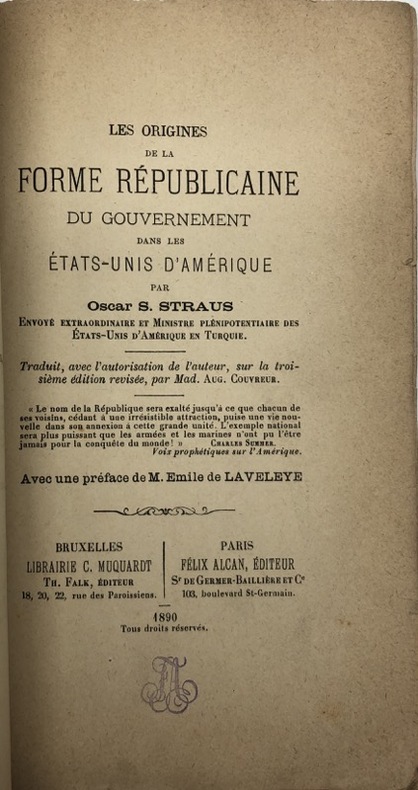 LES ORIGINES
DE LA
FORME RÉPUBLICAINE
DU GOUVERNEMENT
DANS LES
ÉTATS-UNIS D'AMÉRIQUE
PAR
Oscar S. STRAUS
Envoyé extraordinaire et Ministre plénipotentiaire des
États-Unis d'Amérique en Turquie.
Traduit, avec l'autorisation de l'auteur, sur la troi-
sième édition revisée, par Mad. Aug. Couvreur.
« Le nom de la République sera exalté jusqu'à ce que chacun de
ses voisins, cédant à une irrésistible attraction, puise une vie nou-
velle dans son annexion à cette grande unité. L'exemple national
sera plus puissant que les armées et les marines n'ont pu l'être
jamais pour la conquête du monde! » Charles Sumner.
Voix prophétiques sur l'Amérique.
Avec une préface de M. Emile de LAVELEYE
BRUXELLES
LIBRAIRIE C. MUQUARDT
Th. Falk, éditeur
18, 20, 22, rue des Paroissiens.
PARIS
FÉLIX ALCAN, ÉDITEUR
Sr de Germer-Baillière et Ce
103, boulevard St-Germain.
1890
Tous droits réservés.